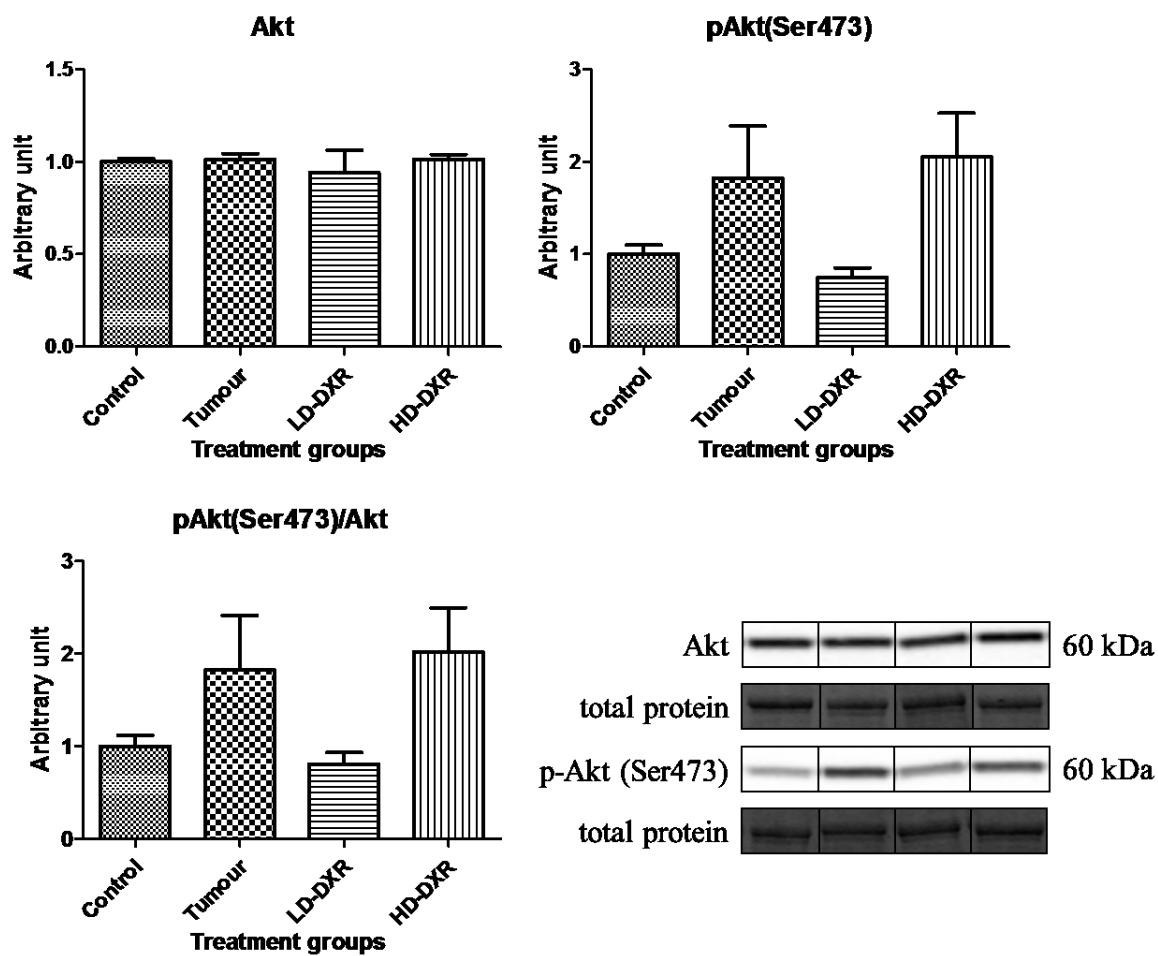 Akt
Arbitrary unit
1.5
1.0
0.5
0.0
Control
Tumour
LD-DXR
HD-DXR
Treatment groups
pAkt(Ser473)
Arbitrary unit
3
2
1
0
Control
Tumour
LD-DXR
HD-DXR
Treatment groups
pAkt(Ser473)/Akt
Arbitrary unit
3
2
1
0
Control
Tumour
LD-DXR
HD-DXR
Treatment groups
Akt 60 kDa
total protein
p-Akt (Ser473) 60 kDa
total protein